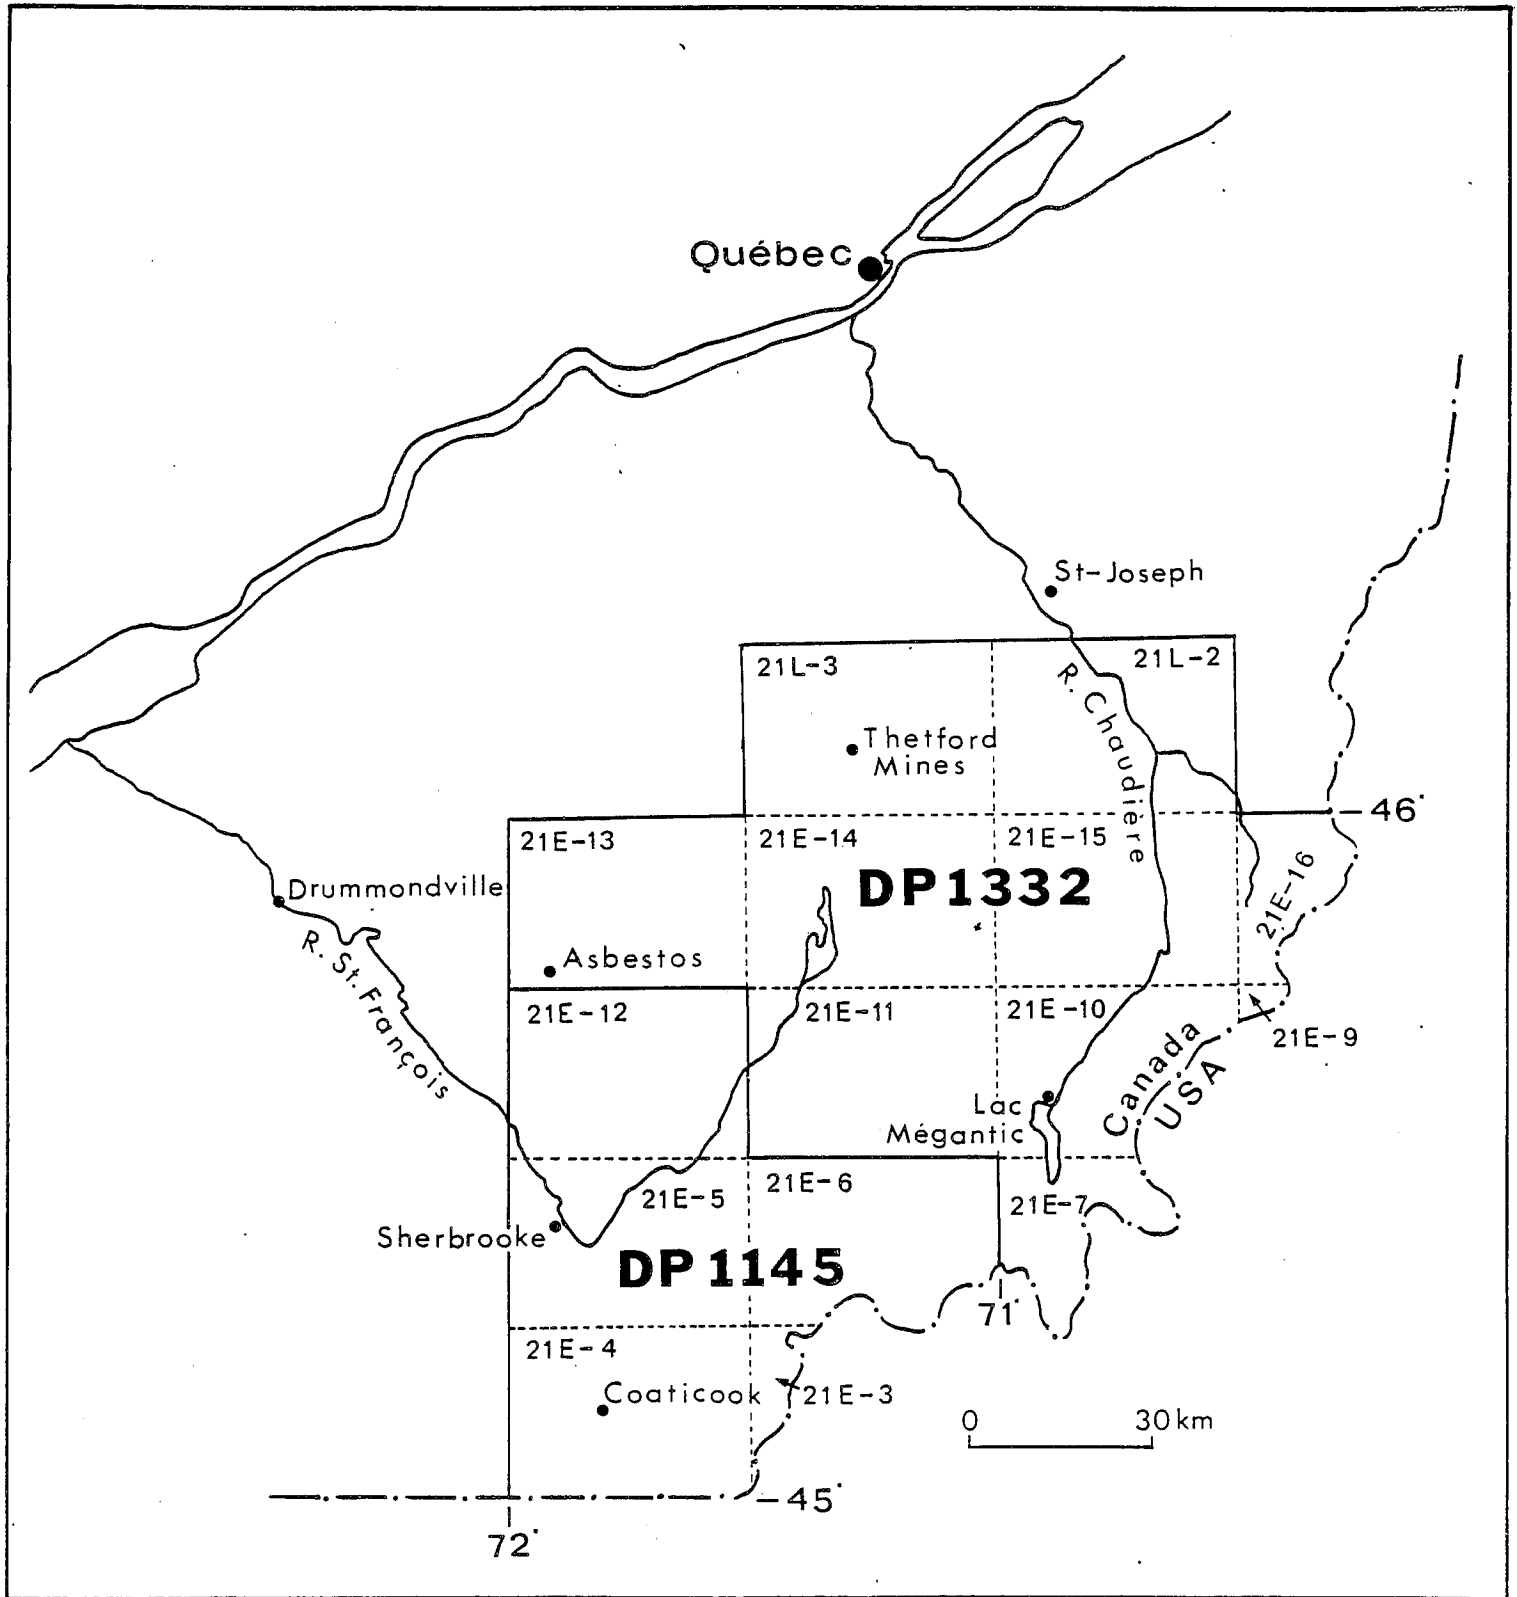 Québec
St-Joseph
21L-3
21L-2
R. Chaudière
Thetford
Mines
46°
21E-13
21E-14
21E-15
21E-16
DP1332
Drummondville
R. St. François
Asbestos
21E-12
21E-11
21E-10
21E-9
Canada
USA
Lac
Mégantic
21E-5
21E-6
21E-7
Sherbrooke
DP1145
71°
21E-4
Coaticook
21E-3
0
30km
45°
72°